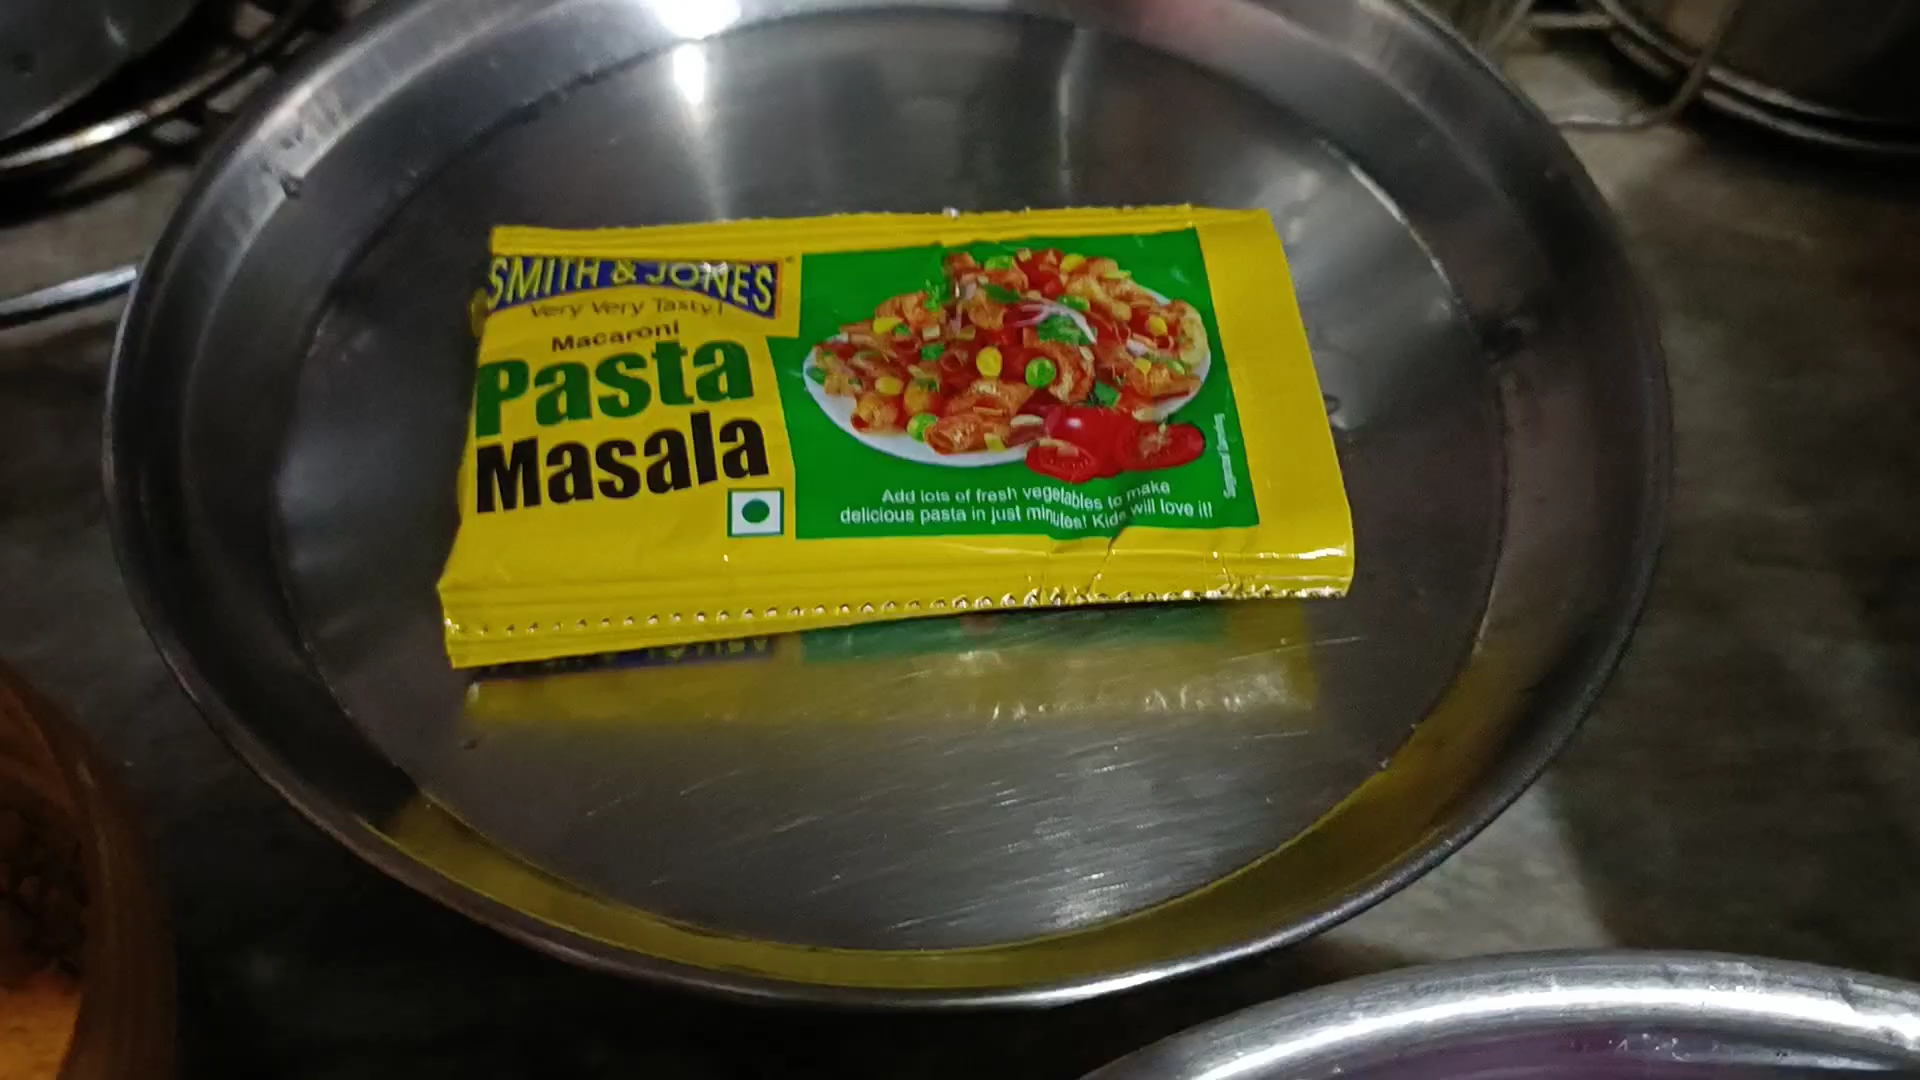 SMITH & JONES
Very Very Tasty!
Macaroni
Pasta
Masala
Add lots of fresh vegetables to make
delicious pasta in just minutes! Kids will love it!